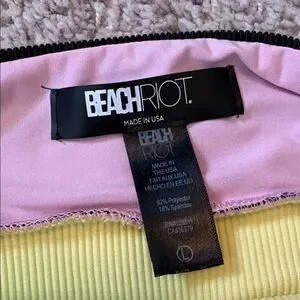 BEACHRIOT.
MADE IN USA
BEACH
RIOT
MADE IN
THE USA
FAIT AUX USA
HECHO EN EE UU
82% Polyester
18% Spandex
L